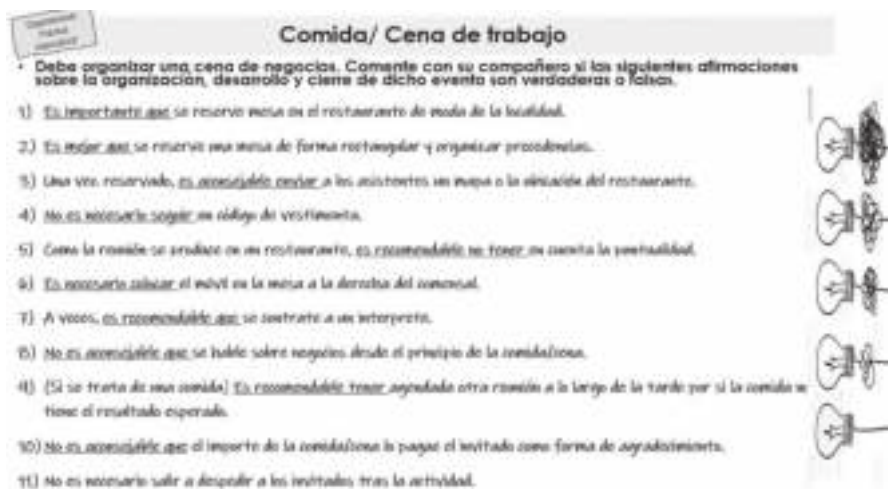 Comida/ Cena de trabajo
• Debe organizar una cena de negocios. Comente con su compañero si las siguientes afirmaciones
sobre la organización, desarrollo y cierre de dicho evento son verdaderas o falsas.
1) Es importante que se reserve mesa en el restaurante de moda de la localidad.
2) Es mejor que se reserve una mesa de forma rectangular y organizar precedencias.
3) Una vez reservado, es aconsejable enviar a los asistentes un mapa o la ubicación del restaurante.
4) No es necesario seguir un código de vestimenta.
5) Como la reunión se produce en un restaurante, es recomendable no tener en cuenta la puntualidad.
6) Es necesario colocar el móvil en la mesa a la derecha del comensal.
7) A veces, es recomendable que se contrate a un interprete.
8) No es aconsejable que se hable sobre negocios desde el principio de la comida/cena.
9) (Si se trata de una comida) Es recomendable tener agendada otra reunión a lo largo de la tarde por si la comida
tiene el resultado esperado.
10) No es aconsejable que el importe de la comida/cena lo pague el invitado como forma de agradecimiento.
11) No es necesario salir a despedir a los invitados tras la actividad.